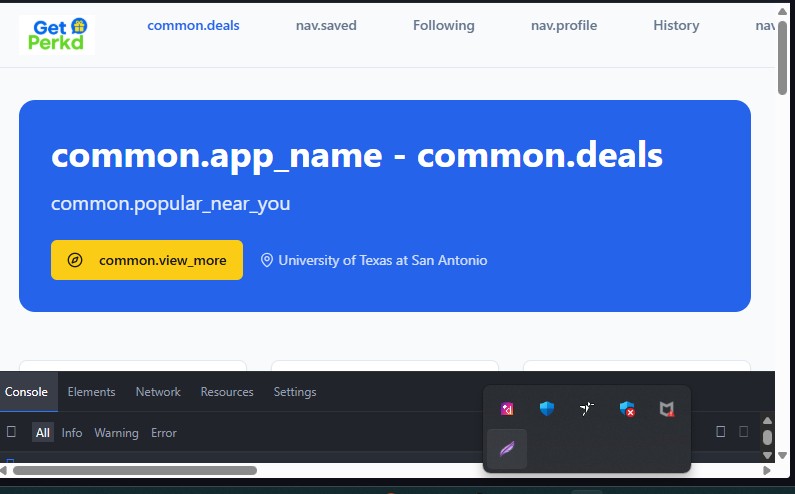 Get
Perkd
common.deals nav.saved Following nav.profile History nav
common.app_name - common.deals
common.popular_near_you
common.view_more University of Texas at San Antonio
Console Elements Network Resources Settings
All Info Warning Error